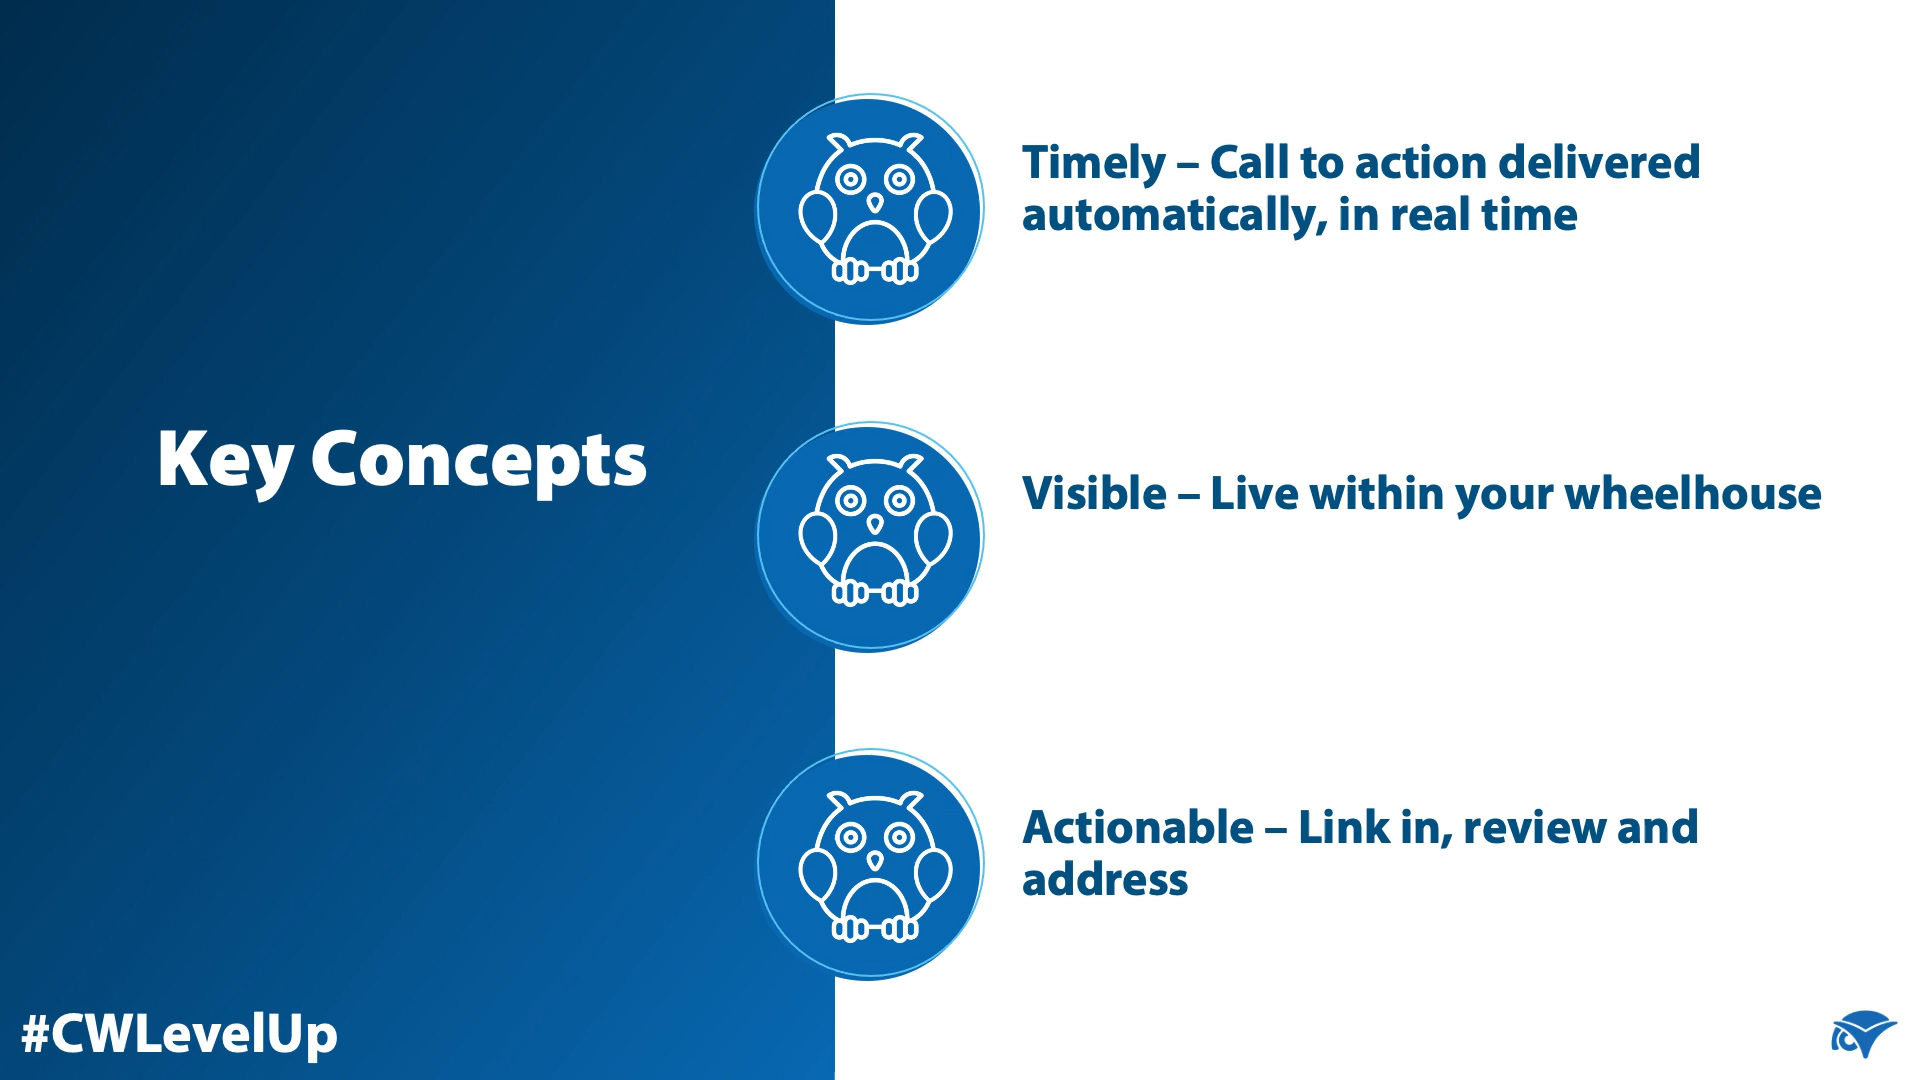 Key Concepts
Timely – Call to action delivered
automatically, in real time
Visible – Live within your wheelhouse
Actionable – Link in, review and
address
#CWLevelUp